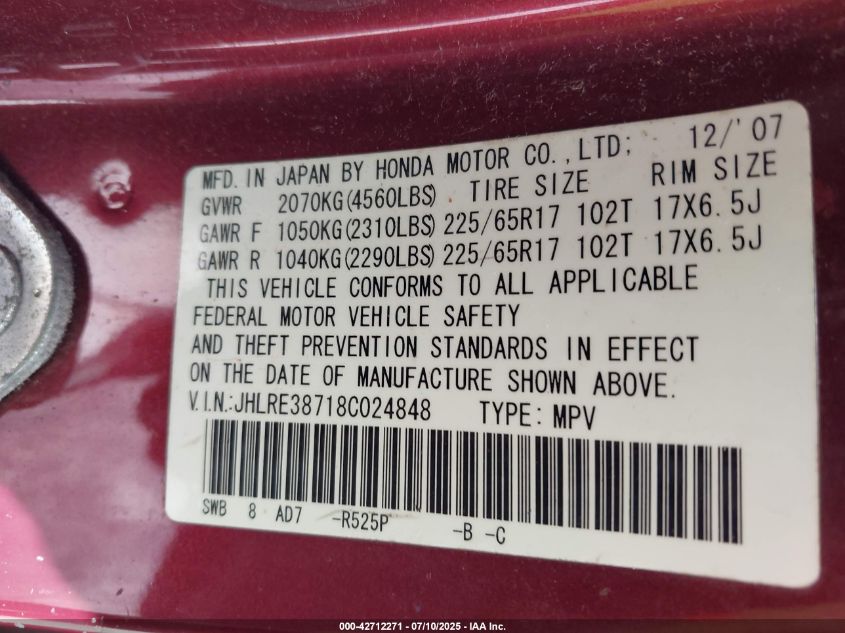 MFD. IN JAPAN BY HONDA MOTOR CO.,LTD; 12/'07
GVWR 2070KG(4560LBS) TIRE SIZE RIM SIZE
GAWR F 1050KG(2310LBS) 225/65R17 102T 17X6.5J
GAWR R 1040KG(2290LBS) 225/65R17 102T 17X6.5J
THIS VEHICLE CONFORMS TO ALL APPLICABLE
FEDERAL MOTOR VEHICLE SAFETY
AND THEFT PREVENTION STANDARDS IN EFFECT
ON THE DATE OF MANUFACTURE SHOWN ABOVE.
V.I.N.:JHLRE38718C024848 TYPE: MPV
SWB 8 AD7 -R525P -B -C
000-42712271 - 07/10/2025 - IAA Inc.